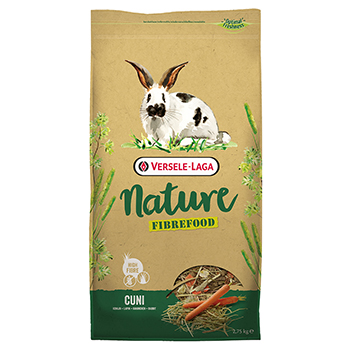 VERSELE-LAGA
Nature
FIBREFOOD
HIGH
FIBRE
CUNI
2,75 kg e